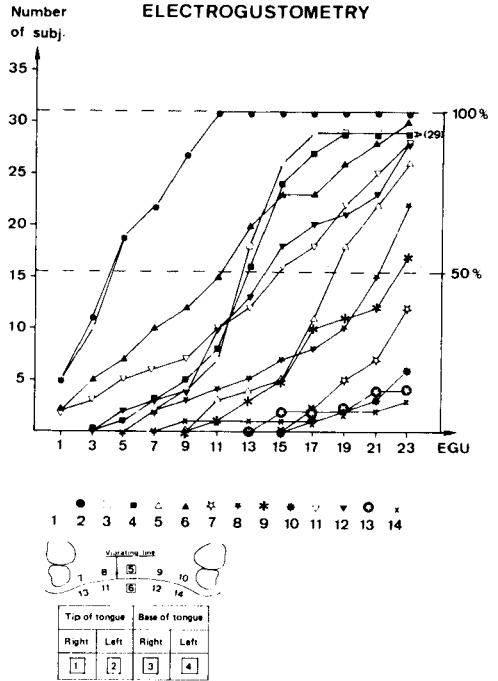 Number
of subj.
ELECTROGUSTOMETRY
35
30
25
20
15
10
5
100%
(29)
50%
1 3 5 7 9 11 13 15 17 19 21 23 EGU
1 2 3 4 5 6 7 8 9 10 11 12 13 14
Vibrating line
7 8 5 9 10
13 11 6 12 14
Tip of tongue Base of tongue
Right Left Right Left
1 2 3 4